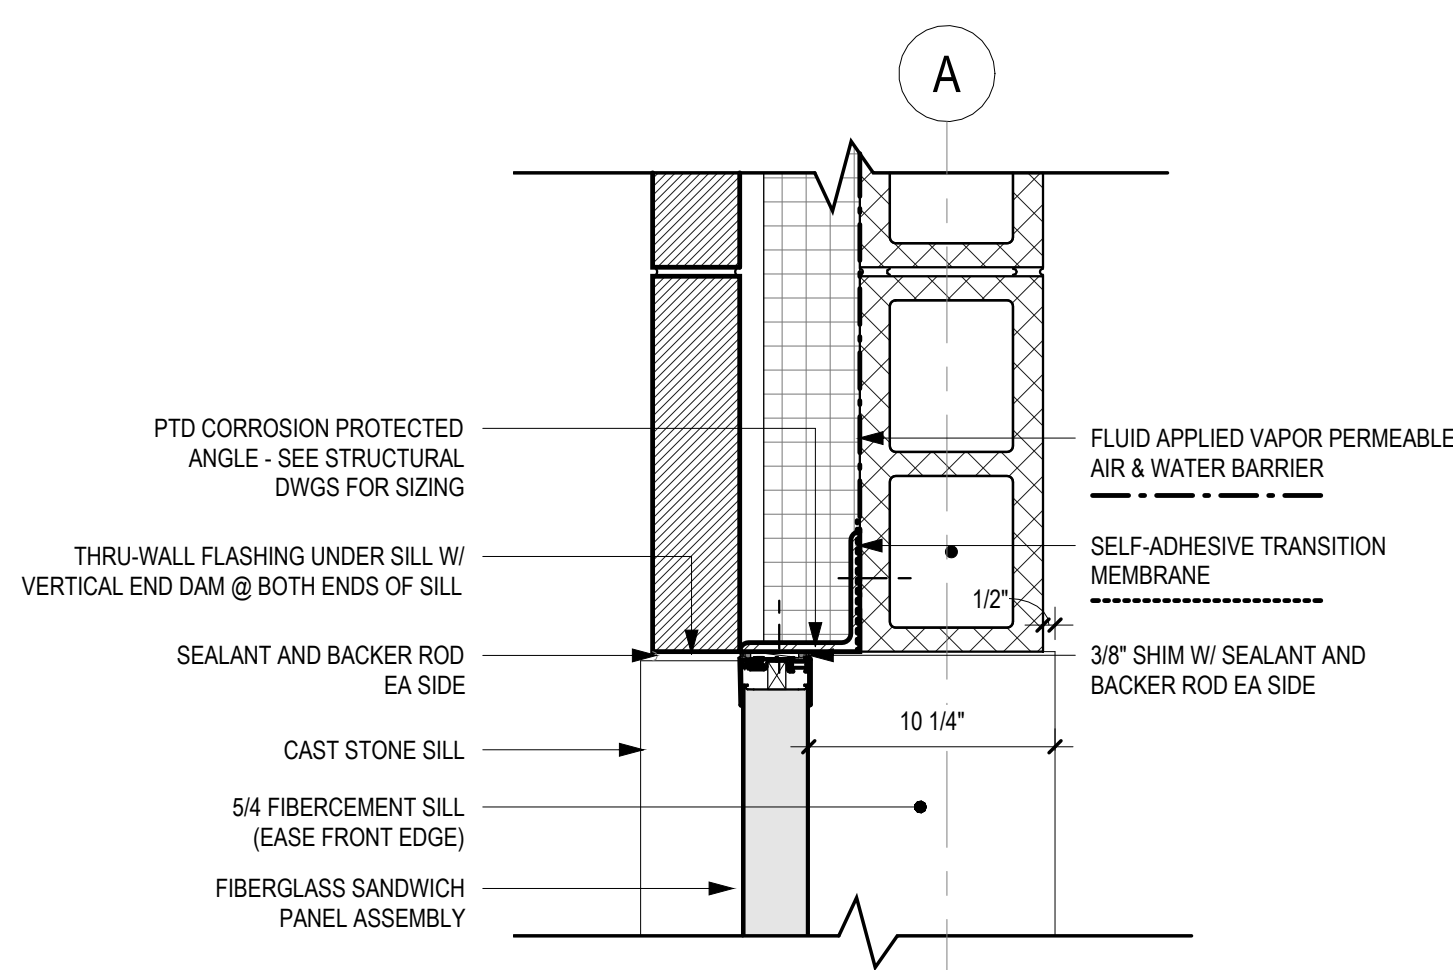 A
PTD CORROSION PROTECTED
ANGLE - SEE STRUCTURAL
DWGS FOR SIZING
THRU-WALL FLASHING UNDER SILL W/
VERTICAL END DAM @ BOTH ENDS OF SILL
SEALANT AND BACKER ROD
EA SIDE
CAST STONE SILL
5/4 FIBERCEMENT SILL
(EASE FRONT EDGE)
FIBERGLASS SANDWICH
PANEL ASSEMBLY
FLUID APPLIED VAPOR PERMEABLE
AIR & WATER BARRIER
SELF-ADHESIVE TRANSITION
MEMBRANE
1/2"
3/8" SHIM W/ SEALANT AND
BACKER ROD EA SIDE
10 1/4"